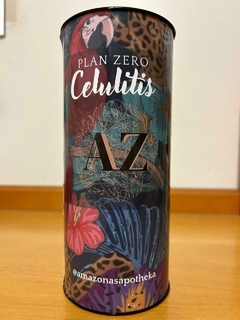 PLAN ZERO
Celulitis
AZ
@amazonasapotheka